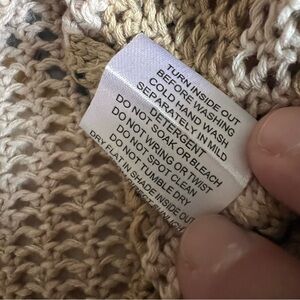 TURN INSIDE OUT
BEFORE WASHING
COLD HAND WASH
SEPARATELY IN MILD
DETERGENT
DO NOT SOAK OR BLEACH
DO NOT WRING OR TWIST
DO NOT SPOT CLEAN
DO NOT TUMBLE DRY
DRY FLAT IN SHADE INSIDE OUT